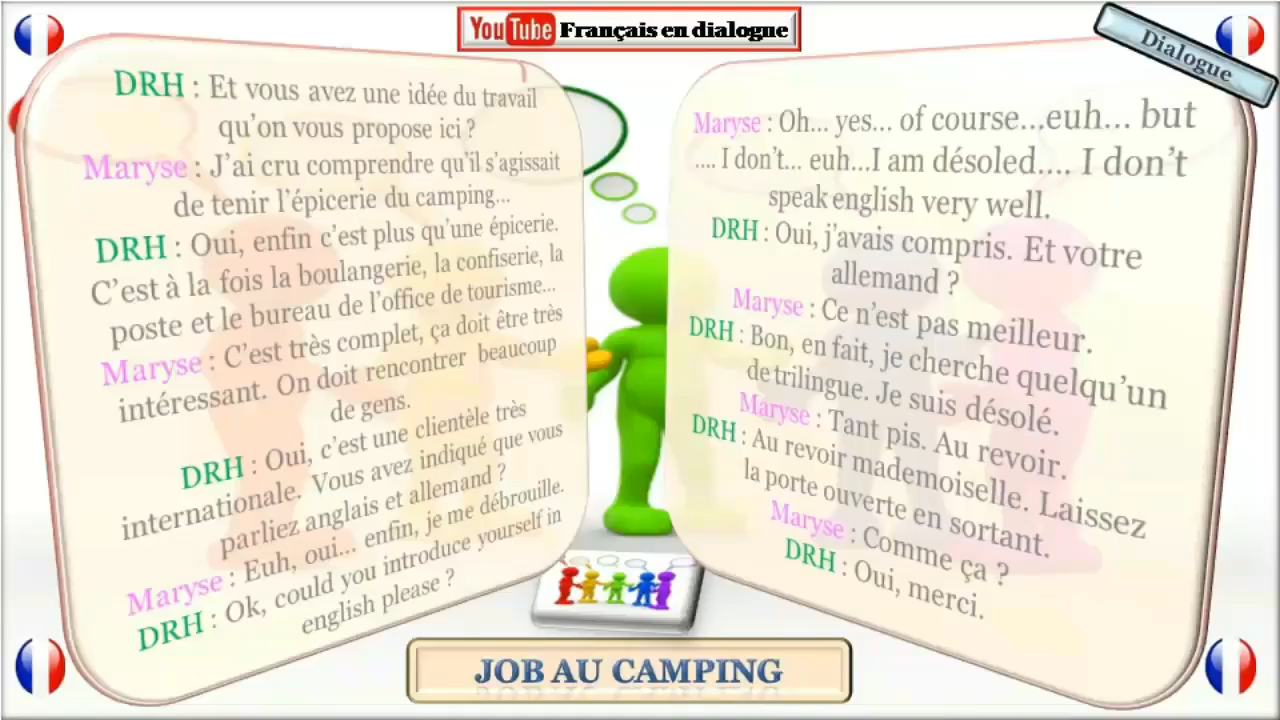 YouTube Français en dialogue
Dialogue
DRH : Et vous avez une idée du travail
qu'on vous propose ici ?
Maryse : J'ai cru comprendre qu'il s'agissait
de tenir l'épicerie du camping...
DRH : Oui, enfin c'est plus qu'une épicerie.
C'est à la fois la boulangerie, la confiserie, la
poste et le bureau de l'office de tourisme...
Maryse : C'est très complet, ça doit être très
intéressant. On doit rencontrer beaucoup
de gens.
DRH : Oui, c'est une clientèle très
internationale. Vous avez indiqué que vous
parliez anglais et allemand ?
Maryse : Euh, oui... enfin, je me débrouille.
DRH : Ok, could you introduce yourself in
english please ?
Maryse : Oh... yes... of course...euh... but
.... I don't... euh...I am désoled.... I don't
speak english very well.
DRH : Oui, j'avais compris. Et votre
allemand ?
Maryse : Ce n'est pas meilleur.
DRH : Bon, en fait, je cherche quelqu'un
de trilingue. Je suis désolé.
Maryse : Tant pis. Au revoir.
DRH : Au revoir mademoiselle. Laissez
la porte ouverte en sortant.
Maryse : Comme ça ?
DRH : Oui, merci.
JOB AU CAMPING